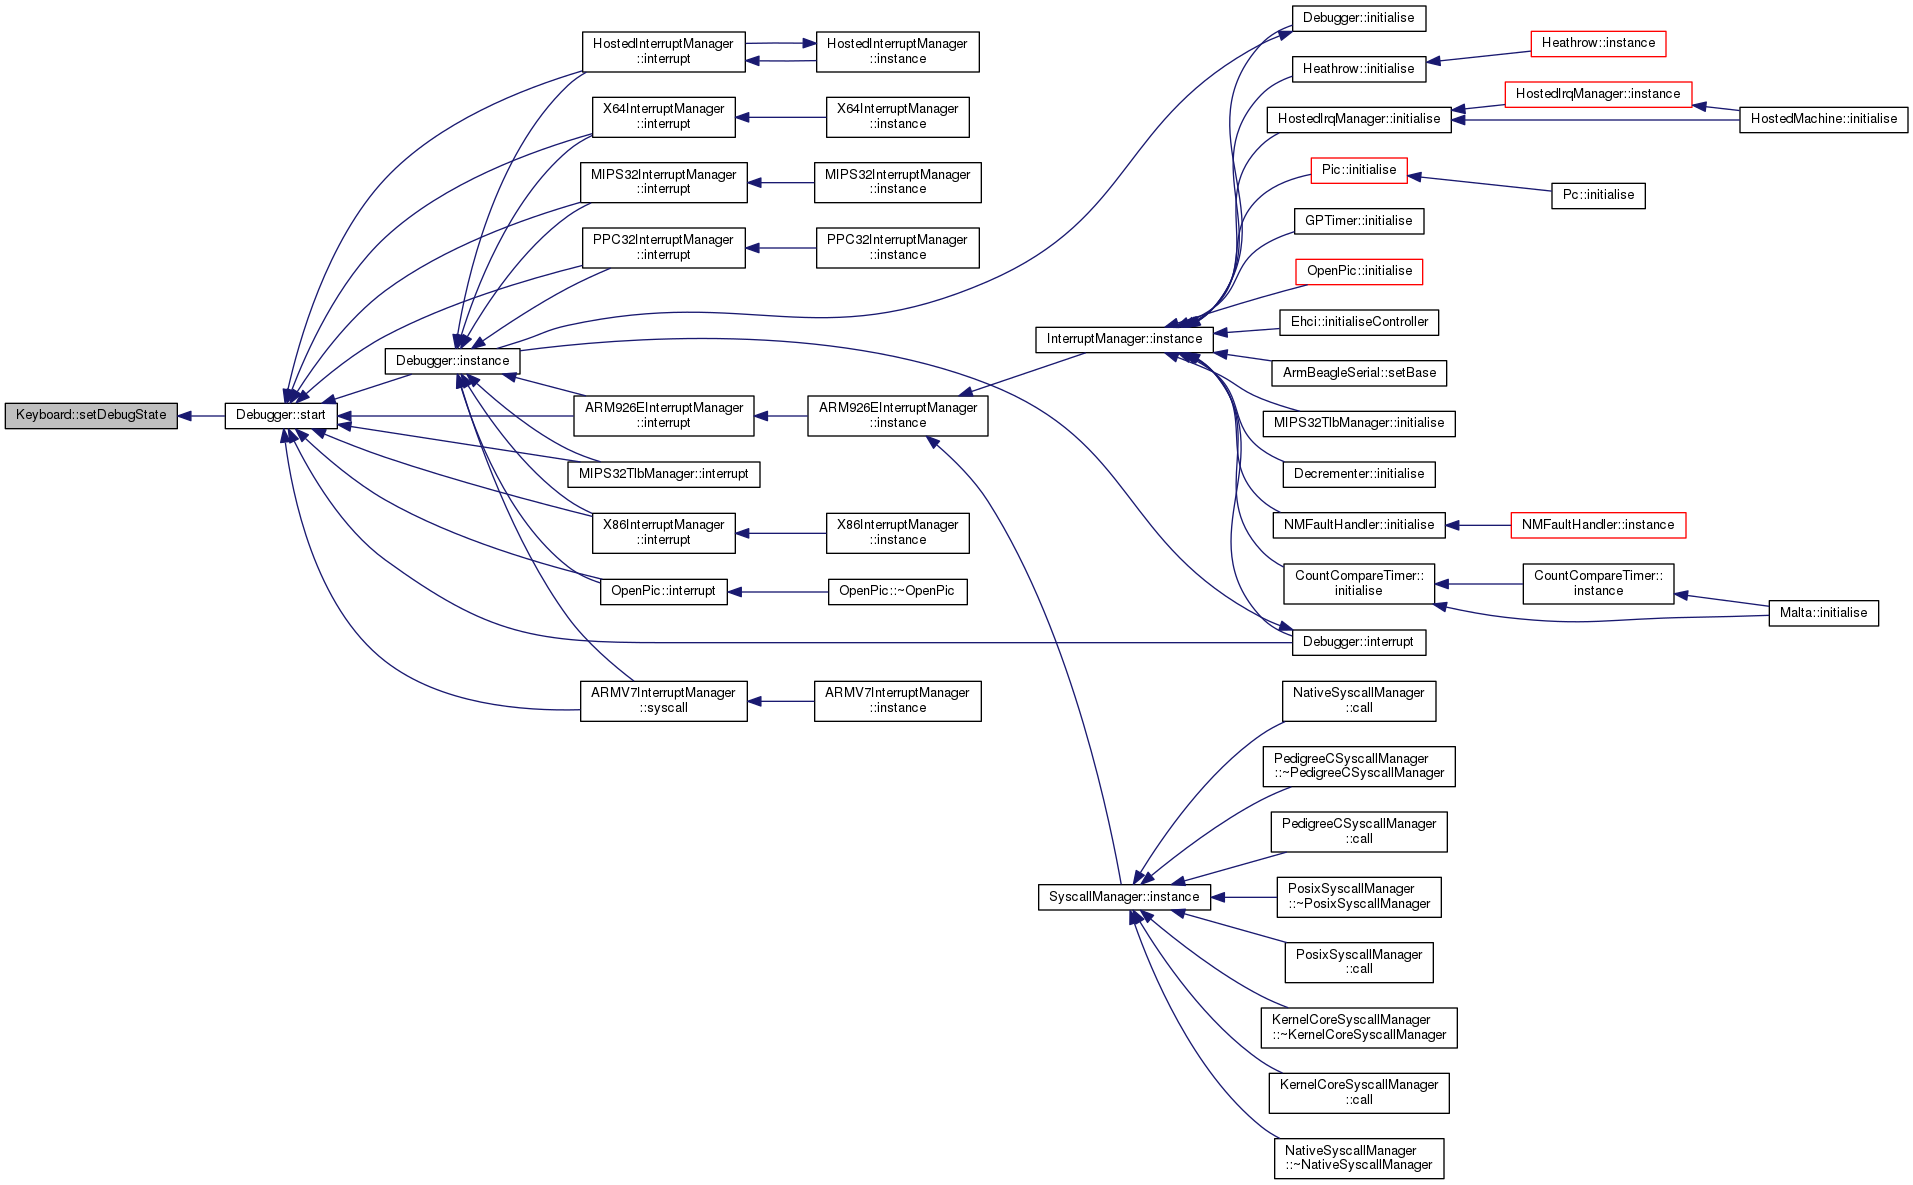 Keyboard::setDebugState
Debugger::start
Debugger::instance
HostedInterruptManager
::interrupt
X64InterruptManager
::interrupt
MIPS32InterruptManager
::interrupt
PPC32InterruptManager
::interrupt
ARM926EInterruptManager
::interrupt
MIPS32TlbManager::interrupt
X86InterruptManager
::interrupt
OpenPic::interrupt
ARMV7InterruptManager
::syscall
HostedInterruptManager
::instance
X64InterruptManager
::instance
MIPS32InterruptManager
::instance
PPC32InterruptManager
::instance
ARM926EInterruptManager
::instance
X86InterruptManager
::instance
OpenPic::~OpenPic
ARMV7InterruptManager
::instance
InterruptManager::instance
SyscallManager::instance
Debugger::initialise
Heathrow::initialise
HostedIrqManager::initialise
Pic::initialise
GPTimer::initialise
OpenPic::initialise
Ehci::initialiseController
ArmBeagleSerial::setBase
MIPS32TlbManager::initialise
Decrementer::initialise
NMFaultHandler::initialise
CountCompareTimer::
initialise
Debugger::interrupt
NativeSyscallManager
::call
PedigreeCSyscallManager
::~PedigreeCSyscallManager
PedigreeCSyscallManager
::call
PosixSyscallManager
::~PosixSyscallManager
PosixSyscallManager
::call
KernelCoreSyscallManager
::~KernelCoreSyscallManager
KernelCoreSyscallManager
::call
NativeSyscallManager
::~NativeSyscallManager
Heathrow::instance
HostedIrqManager::instance
Pc::initialise
NMFaultHandler::instance
CountCompareTimer::
instance
HostedMachine::initialise
Malta::initialise